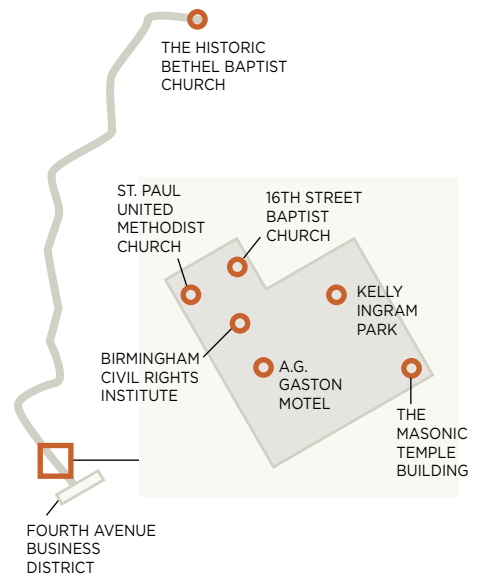 THE HISTORIC
BETHEL BAPTIST
CHURCH
ST. PAUL
UNITED
METHODIST
CHURCH
16TH STREET
BAPTIST
CHURCH
KELLY
INGRAM
PARK
BIRMINGHAM
CIVIL RIGHTS
INSTITUTE
A.G.
GASTON
MOTEL
THE
MASONIC
TEMPLE
BUILDING
FOURTH AVENUE
BUSINESS
DISTRICT